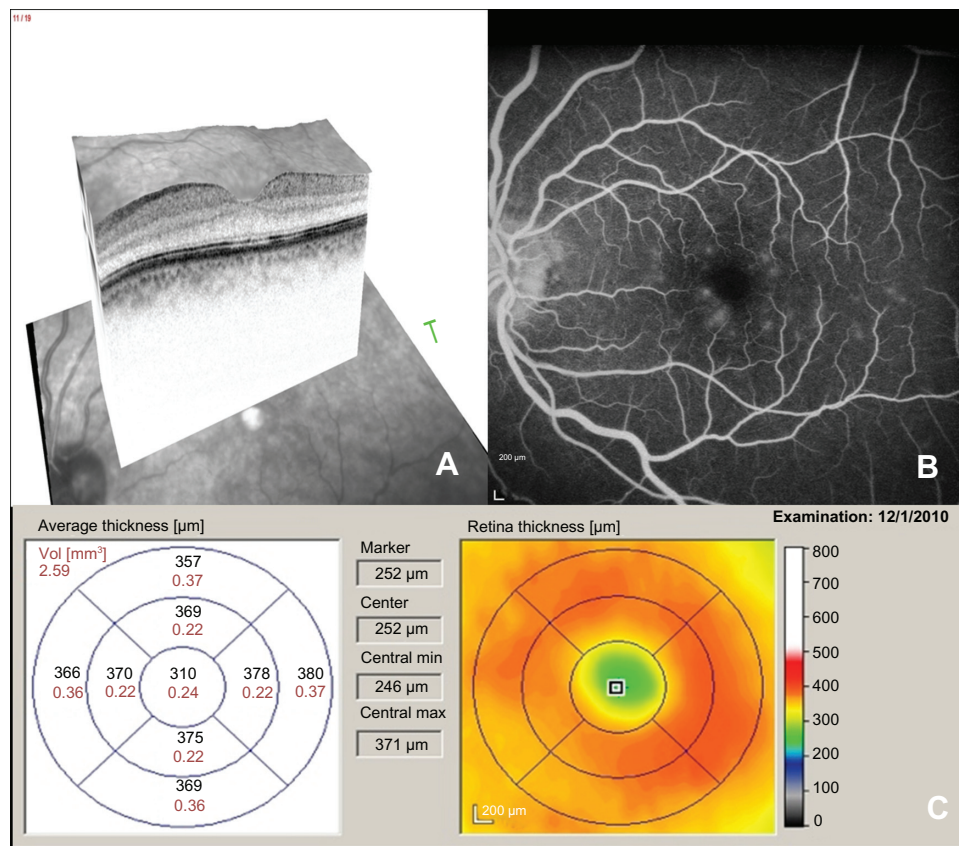 11 / 19
A
200 µm
B
Average thickness [µm]
Vol [mm³]
2.59
357
0.37
369
0.22
366
0.36
370
0.22
310
0.24
378
0.22
380
0.37
375
0.22
369
0.36
Marker
252 µm
Center
252 µm
Central min
246 µm
Central max
371 µm
Retina thickness [µm]
Examination: 12/1/2010
200 µm
800
700
600
500
400
300
200
100
0
C